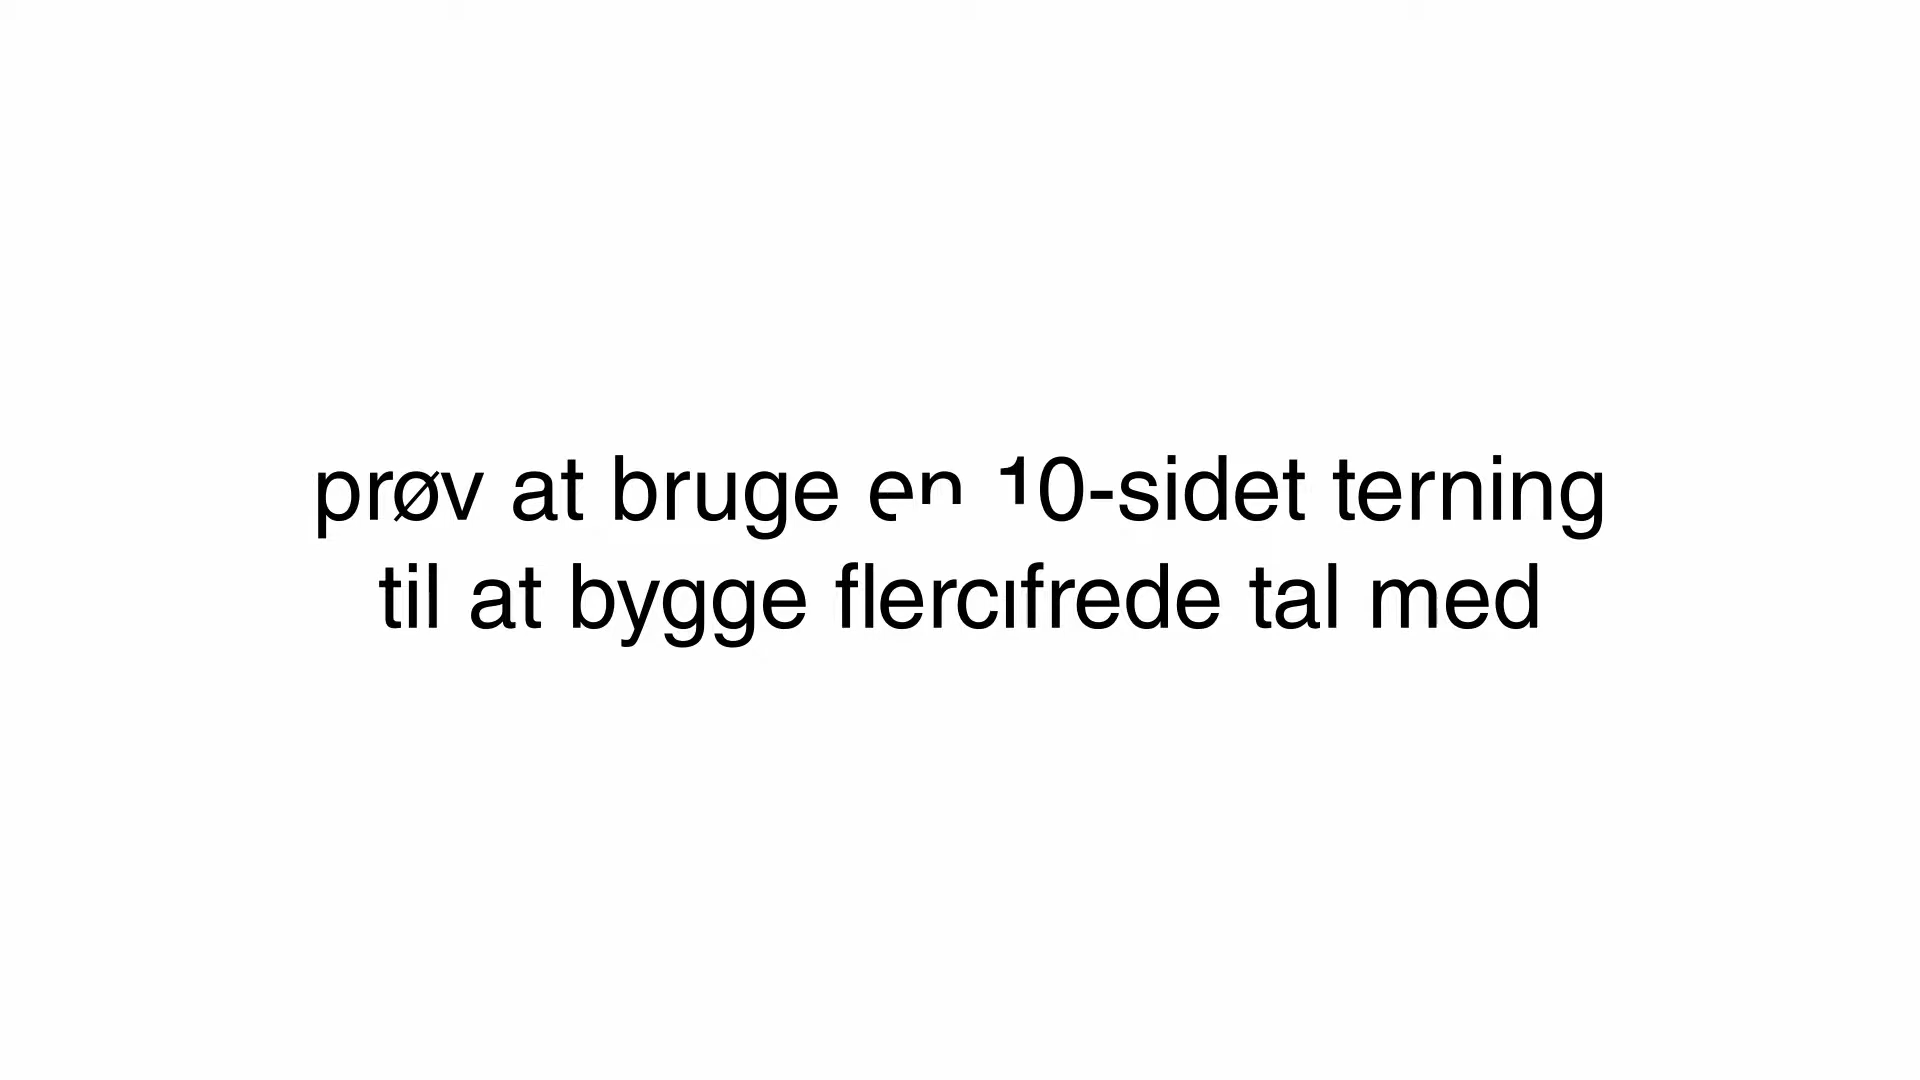 prøv at bruge en 10-sidet terning
til at bygge flercifrede tal med